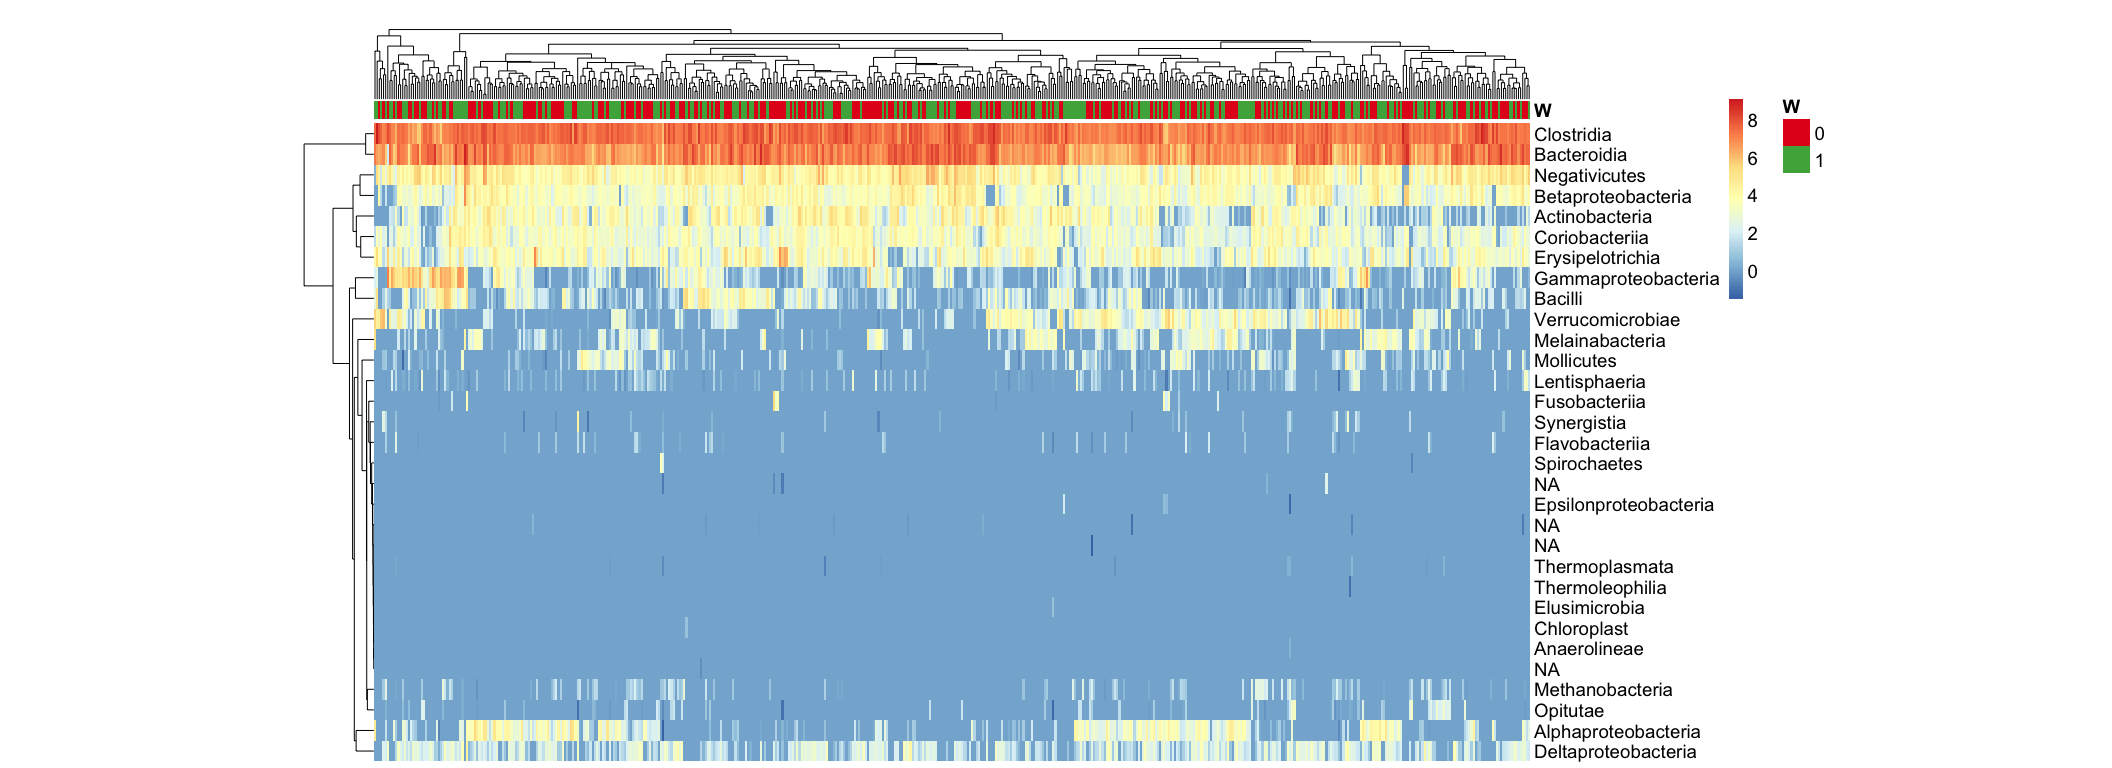 W
Clostridia
Bacteroidia
Negativicutes
Betaproteobacteria
Actinobacteria
Coriobacteriia
Erysipelotrichia
Gammaproteobacteria
Bacilli
Verrucomicrobiae
Melainabacteria
Mollicutes
Lentisphaeria
Fusobacteriia
Synergistia
Flavobacteriia
Spirochaetes
NA
Epsilonproteobacteria
NA
NA
Thermoplasmata
Thermoleophilia
Elusimicrobia
Chloroplast
Anaerolineae
NA
Methanobacteria
Opitutae
Alphaproteobacteria
Deltaproteobacteria
8
6
4
2
0
W
0
1